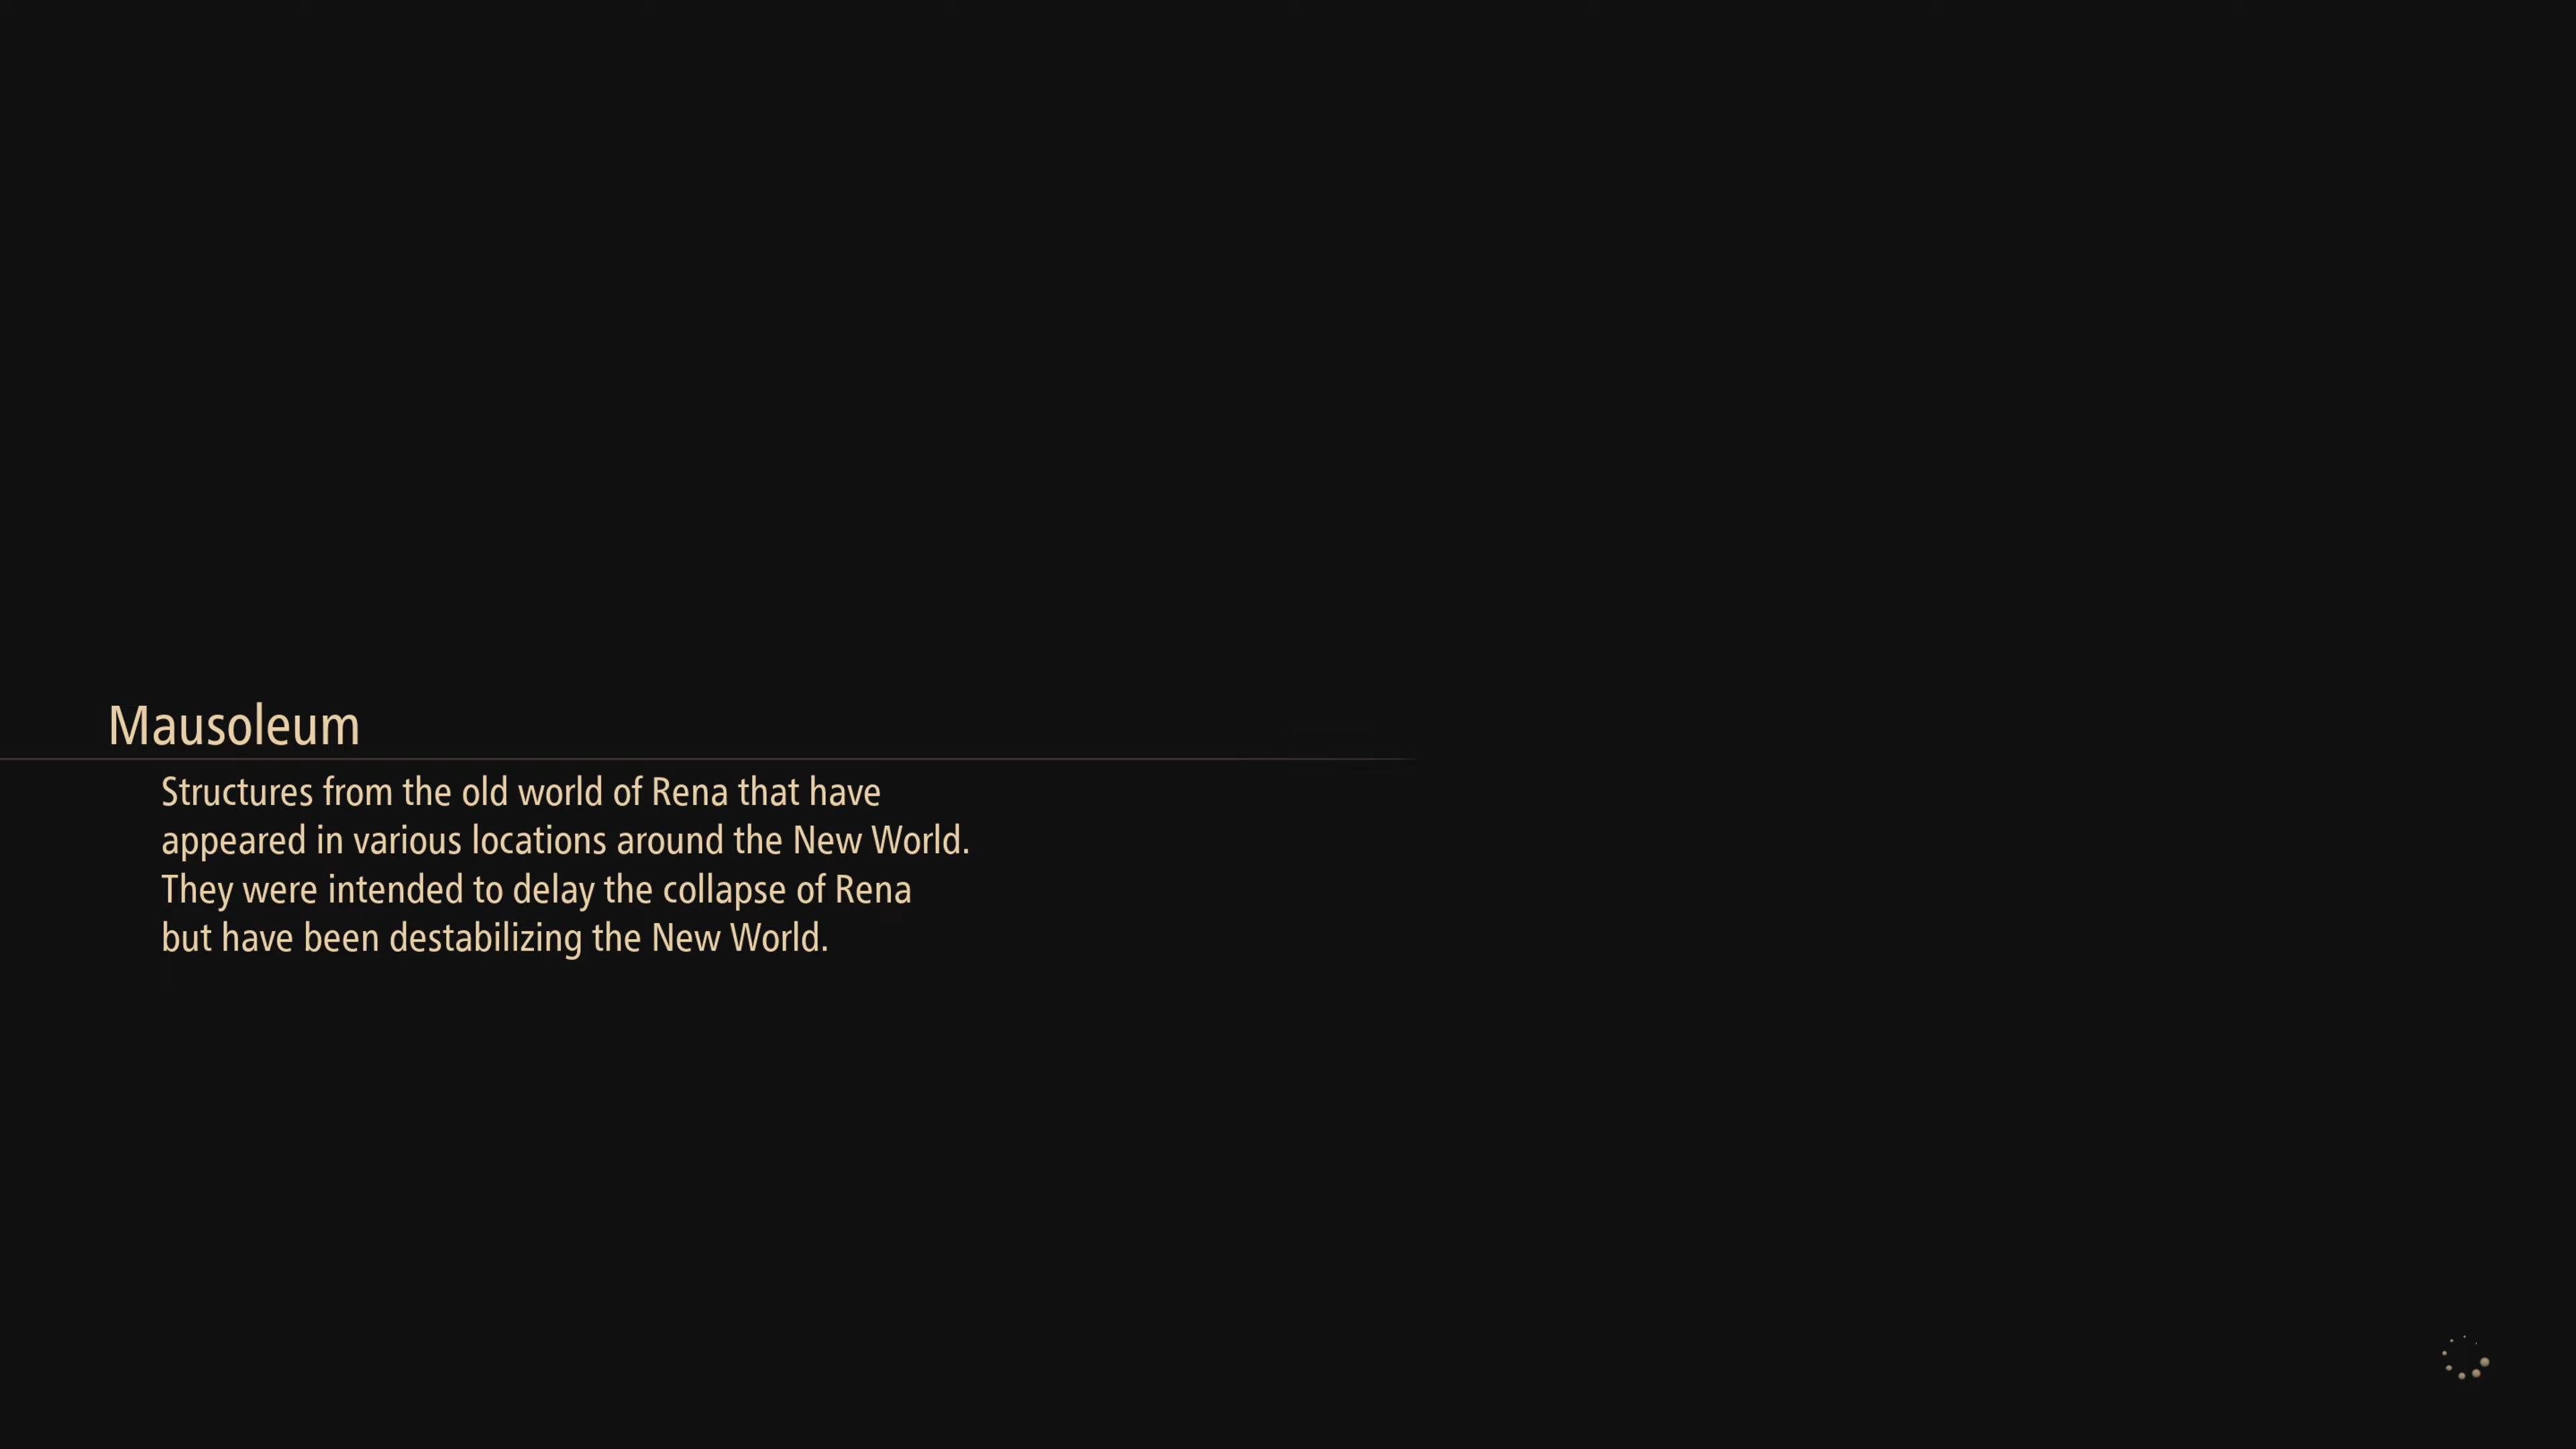 Mausoleum
Structures from the old world of Rena that have
appeared in various locations around the New World.
They were intended to delay the collapse of Rena
but have been destabilizing the New World.